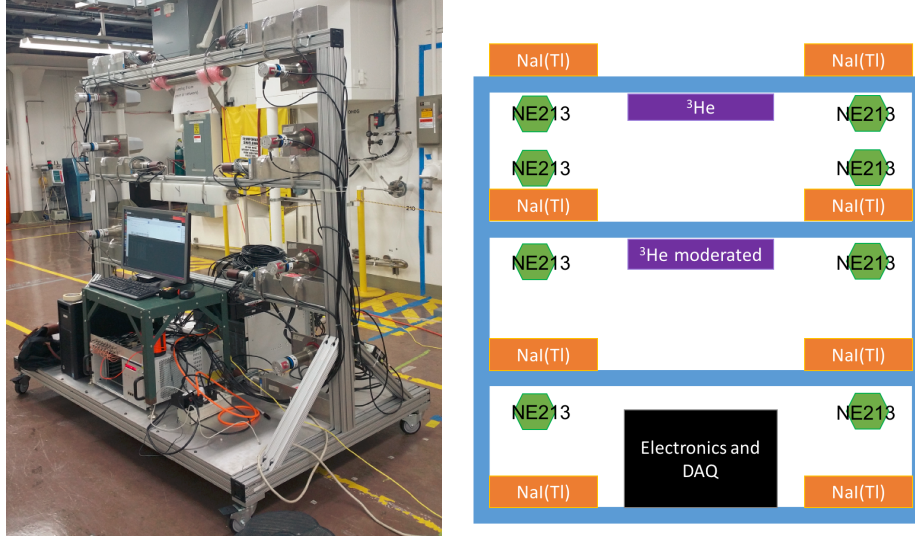 NaI(Tl) NaI(Tl)
NE213 ³He NE213
NE213 NE213
NaI(Tl) NaI(Tl)
NE213 ³He moderated NE213
NaI(Tl) NaI(Tl)
NE213 NE213
Electronics and
DAQ
NaI(Tl) NaI(Tl)